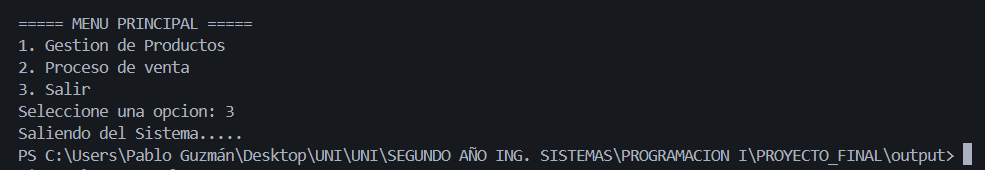 ===== MENU PRINCIPAL =====
1. Gestion de Productos
2. Proceso de venta
3. Salir
Seleccione una opcion: 3
Saliendo del Sistema.....
PS C:\Users\Pablo Guzmán\Desktop\UNI\UNI\SEGUNDO AÑO ING. SISTEMAS\PROGRAMACION I\PROYECTO_FINAL\output>